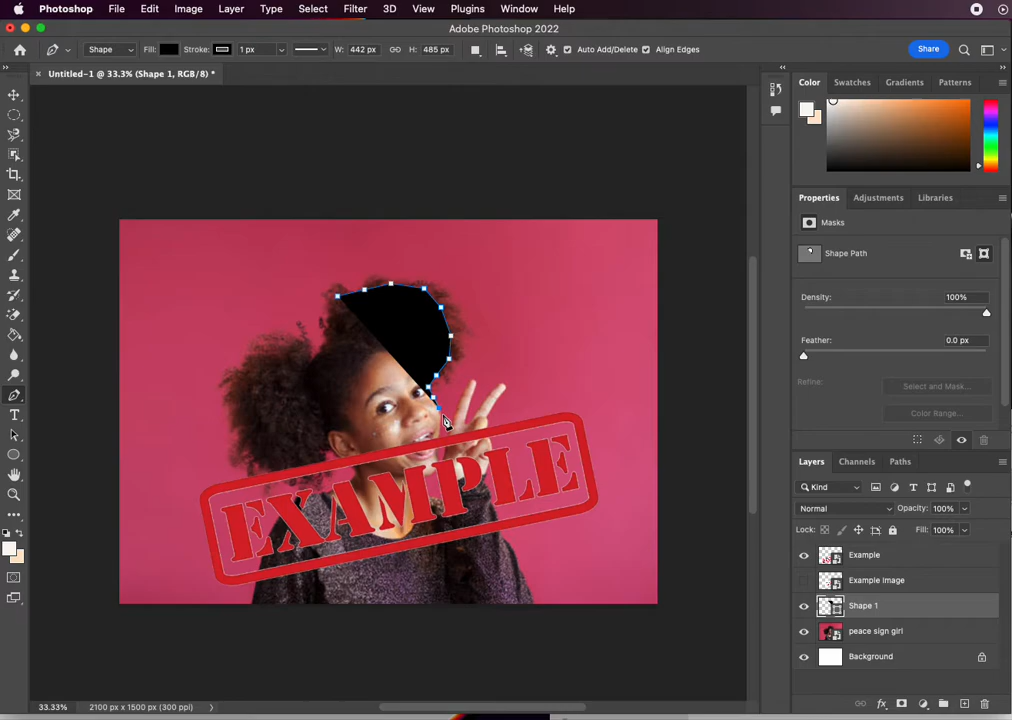 Photoshop File Edit Image Layer Type Select Filter 3D View Plugins Window Help
Adobe Photoshop 2022
Shape Fill: Stroke: 1 px W: 442 px H: 485 px Auto Add/Delete Align Edges Share
Untitled-1 @ 33.3% (Shape 1, RGB/8) *
Color Swatches Gradients Patterns
Properties Adjustments Libraries
Masks
Shape Path
Density: 100%
Feather: 0.0 px
Refine: Select and Mask...
Color Range...
EXAMPLE
Layers Channels Paths
Kind
Normal Opacity: 100%
Lock: Fill: 100%
Example
Example Image
Shape 1
peace sign girl
Background
33.33% 2100 px x 1500 px (300 ppi)